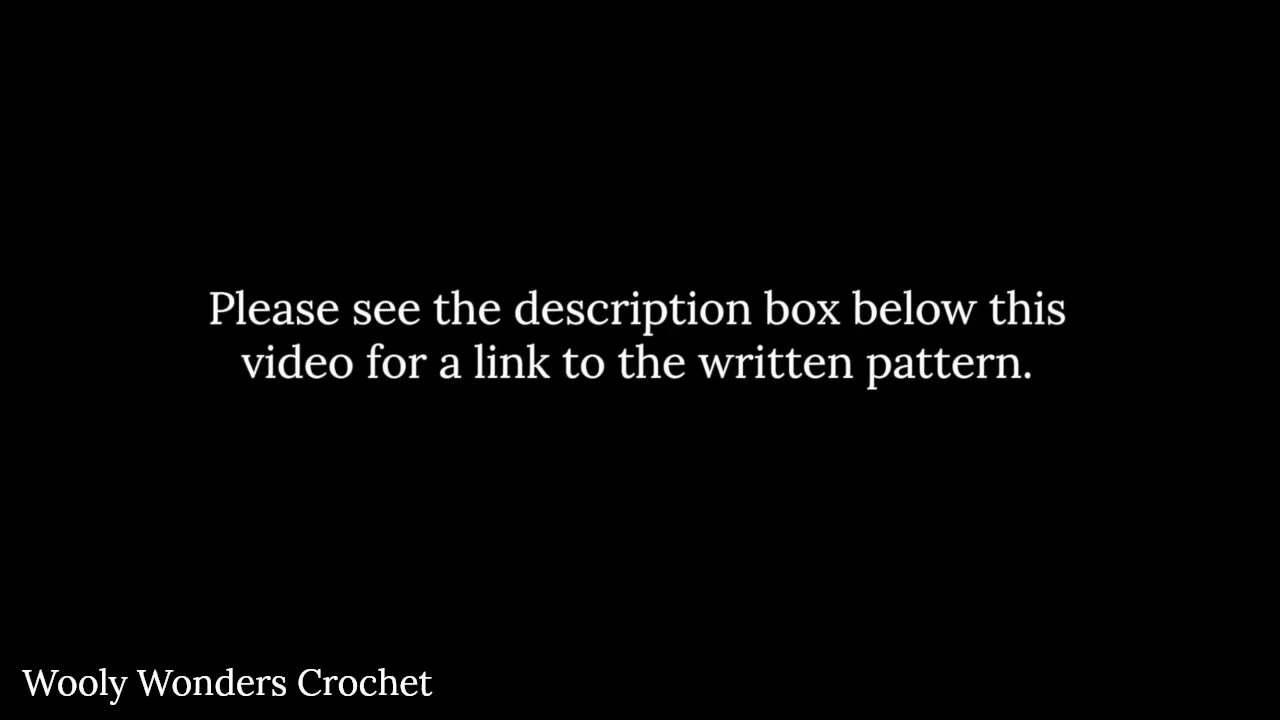 Please see the description box below this
video for a link to the written pattern.
Wooly Wonders Crochet